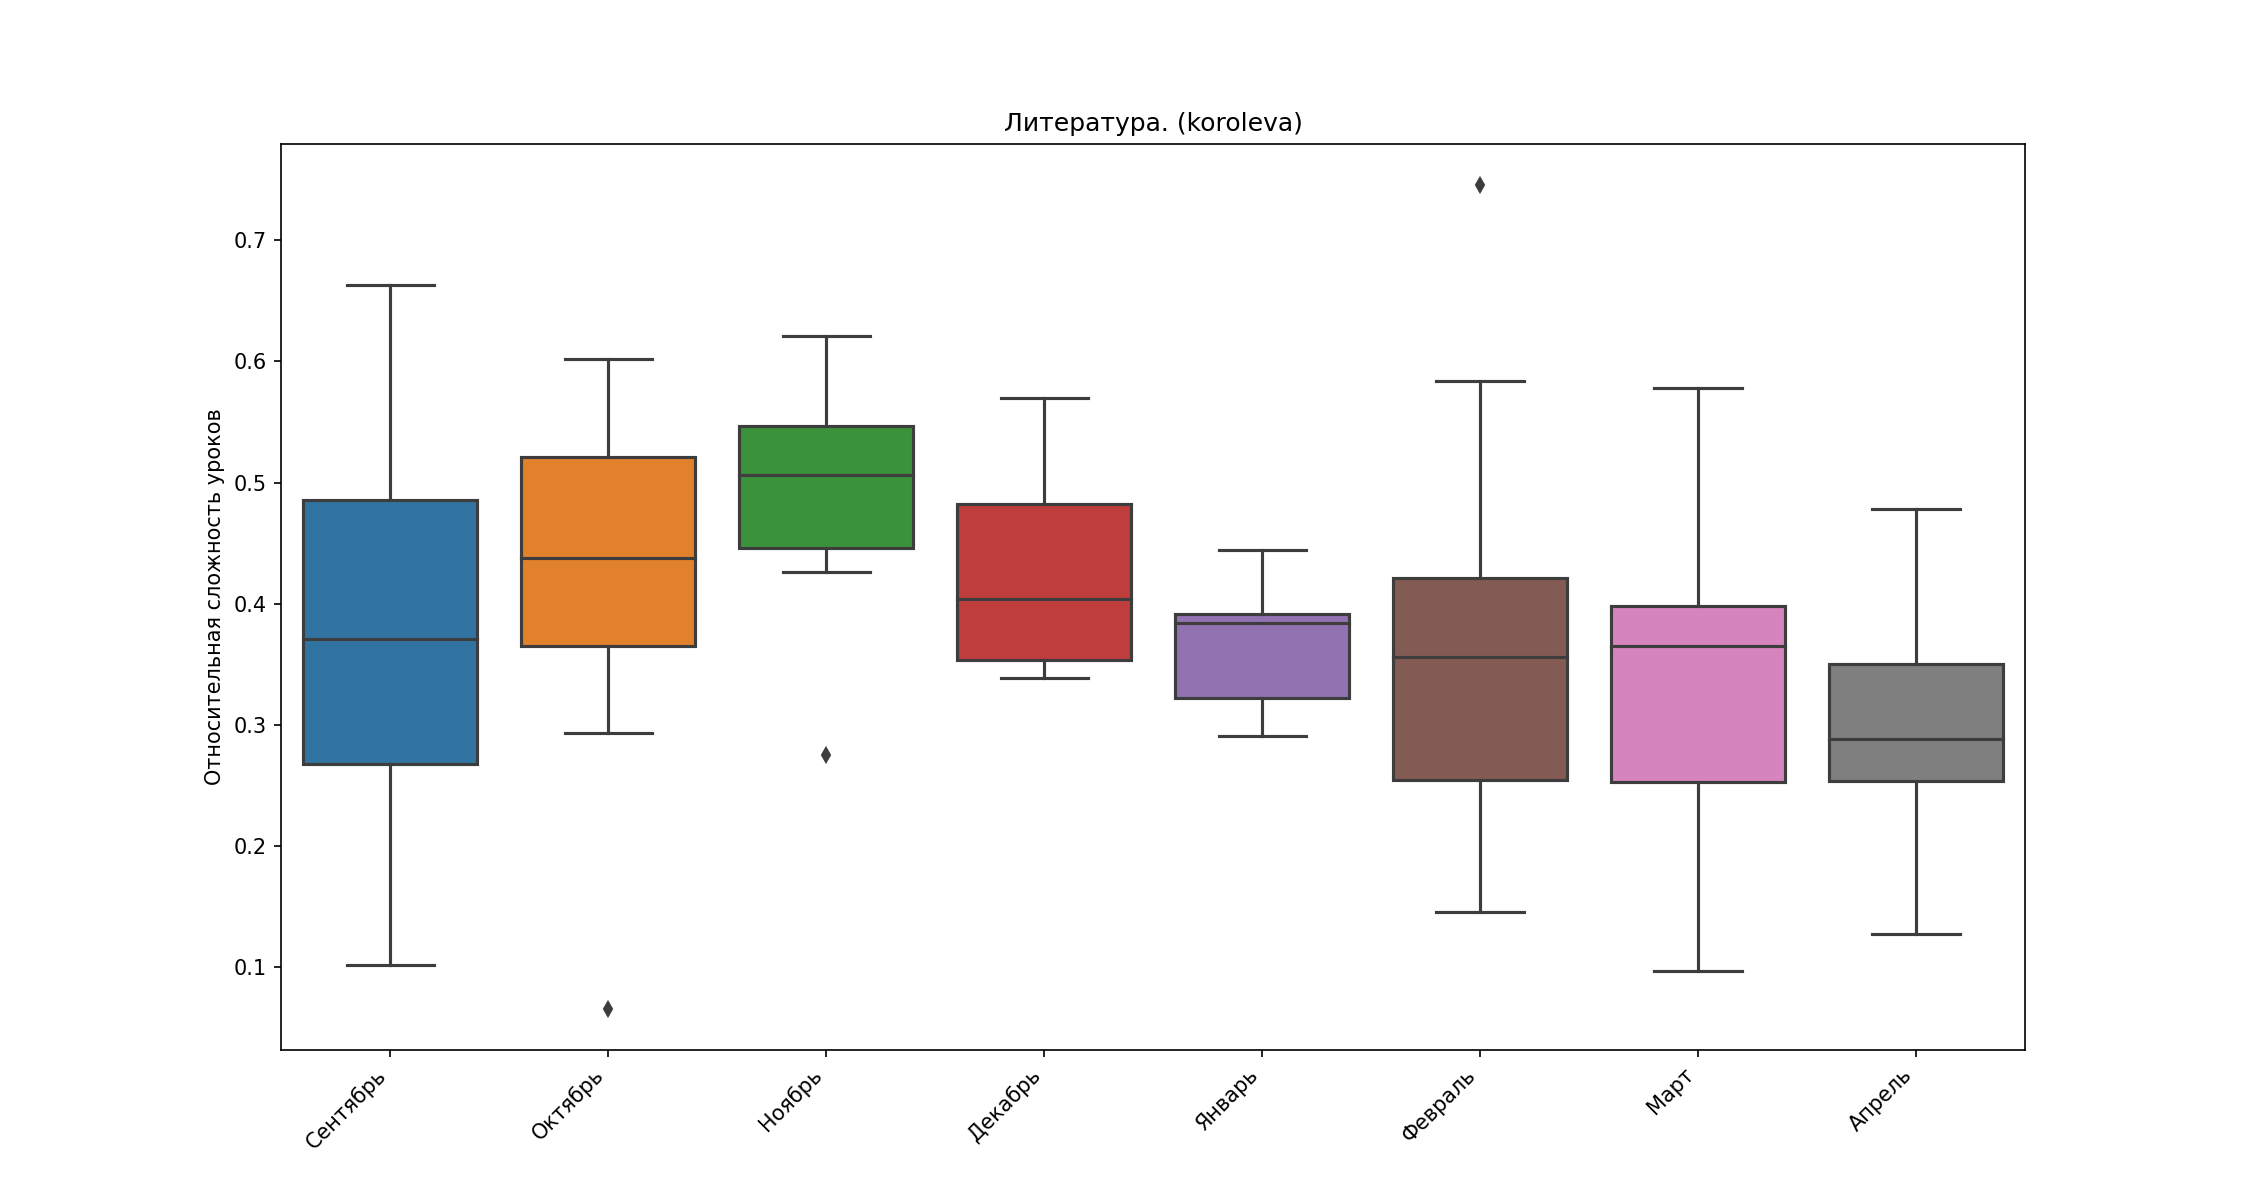 Литература. (koroleva)
Относительная сложность уроков
0.7
0.6
0.5
0.4
0.3
0.2
0.1
Сентябрь
Октябрь
Ноябрь
Декабрь
Январь
Февраль
Март
Апрель